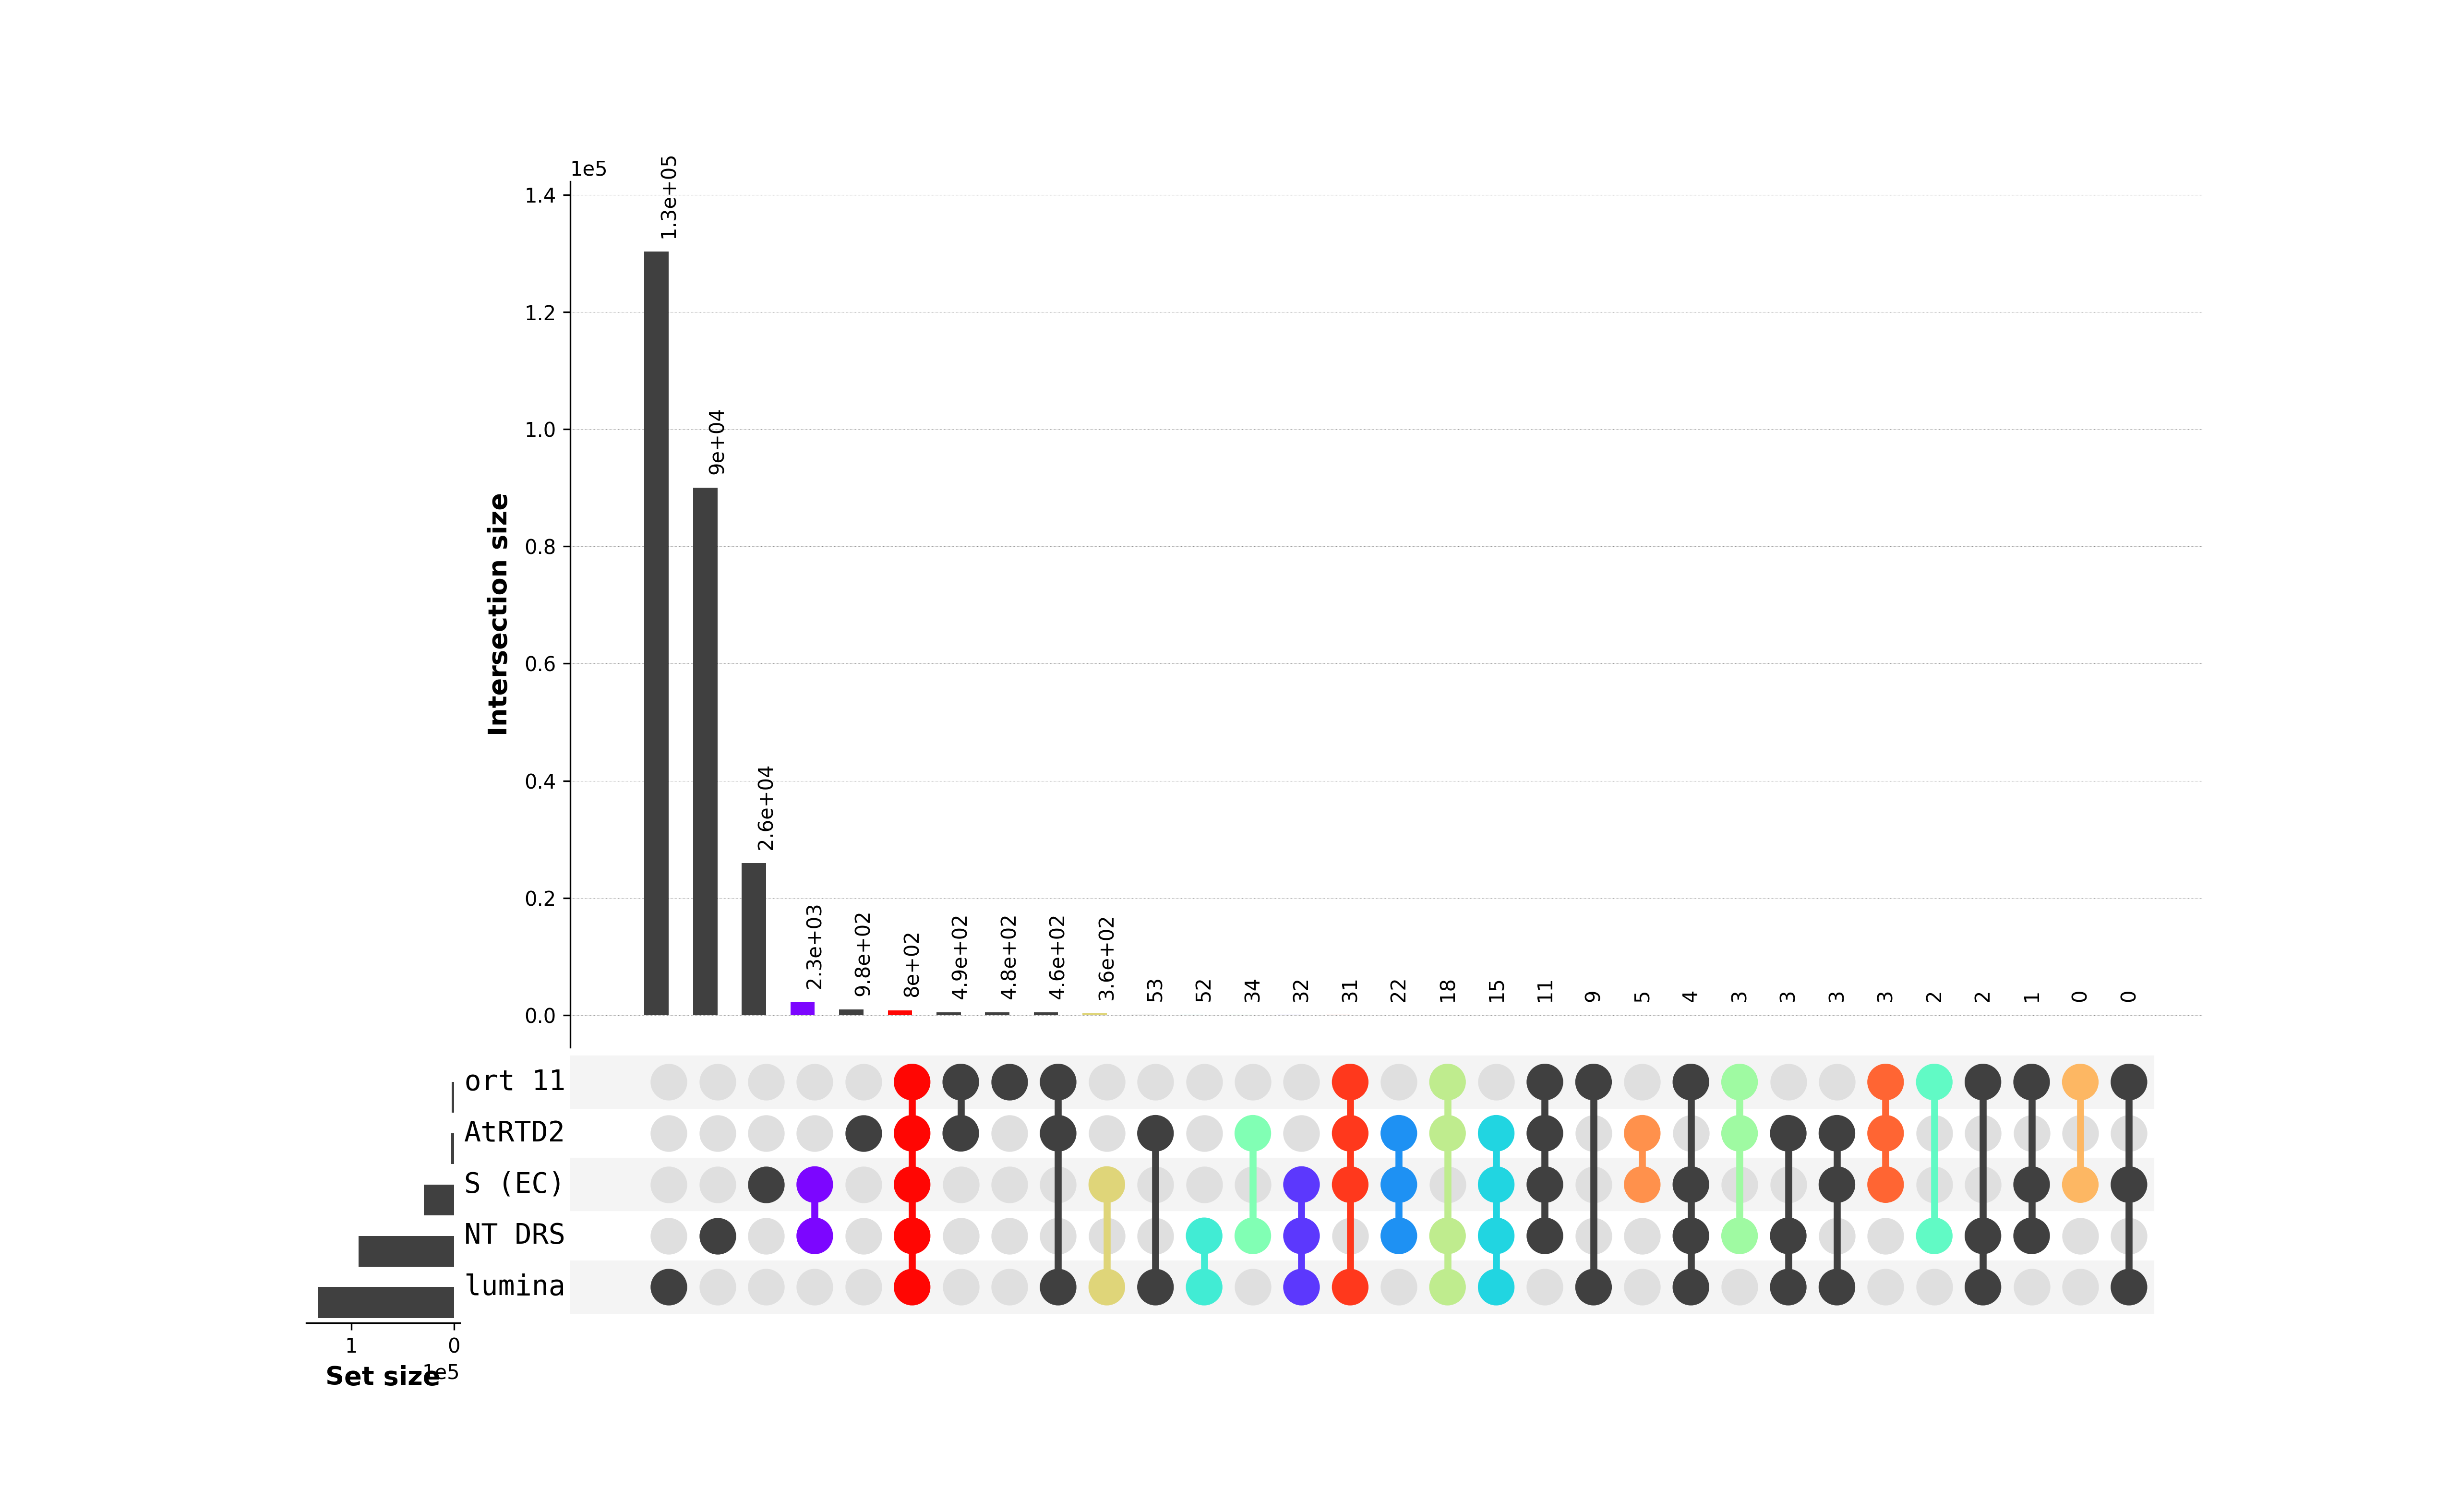 1e5
1.4
1.2
1.0
0.8
0.6
0.4
0.2
0.0
Intersection size
1.3e+05
9e+04
2.6e+04
2.3e+03
9.8e+02
8e+02
4.9e+02
4.8e+02
4.6e+02
3.6e+02
53
52
34
32
31
22
18
15
11
9
5
4
3
3
3
3
2
2
1
0
0
ort 11
AtRTD2
S (EC)
NT DRS
lumina
1
0
1e5
Set size